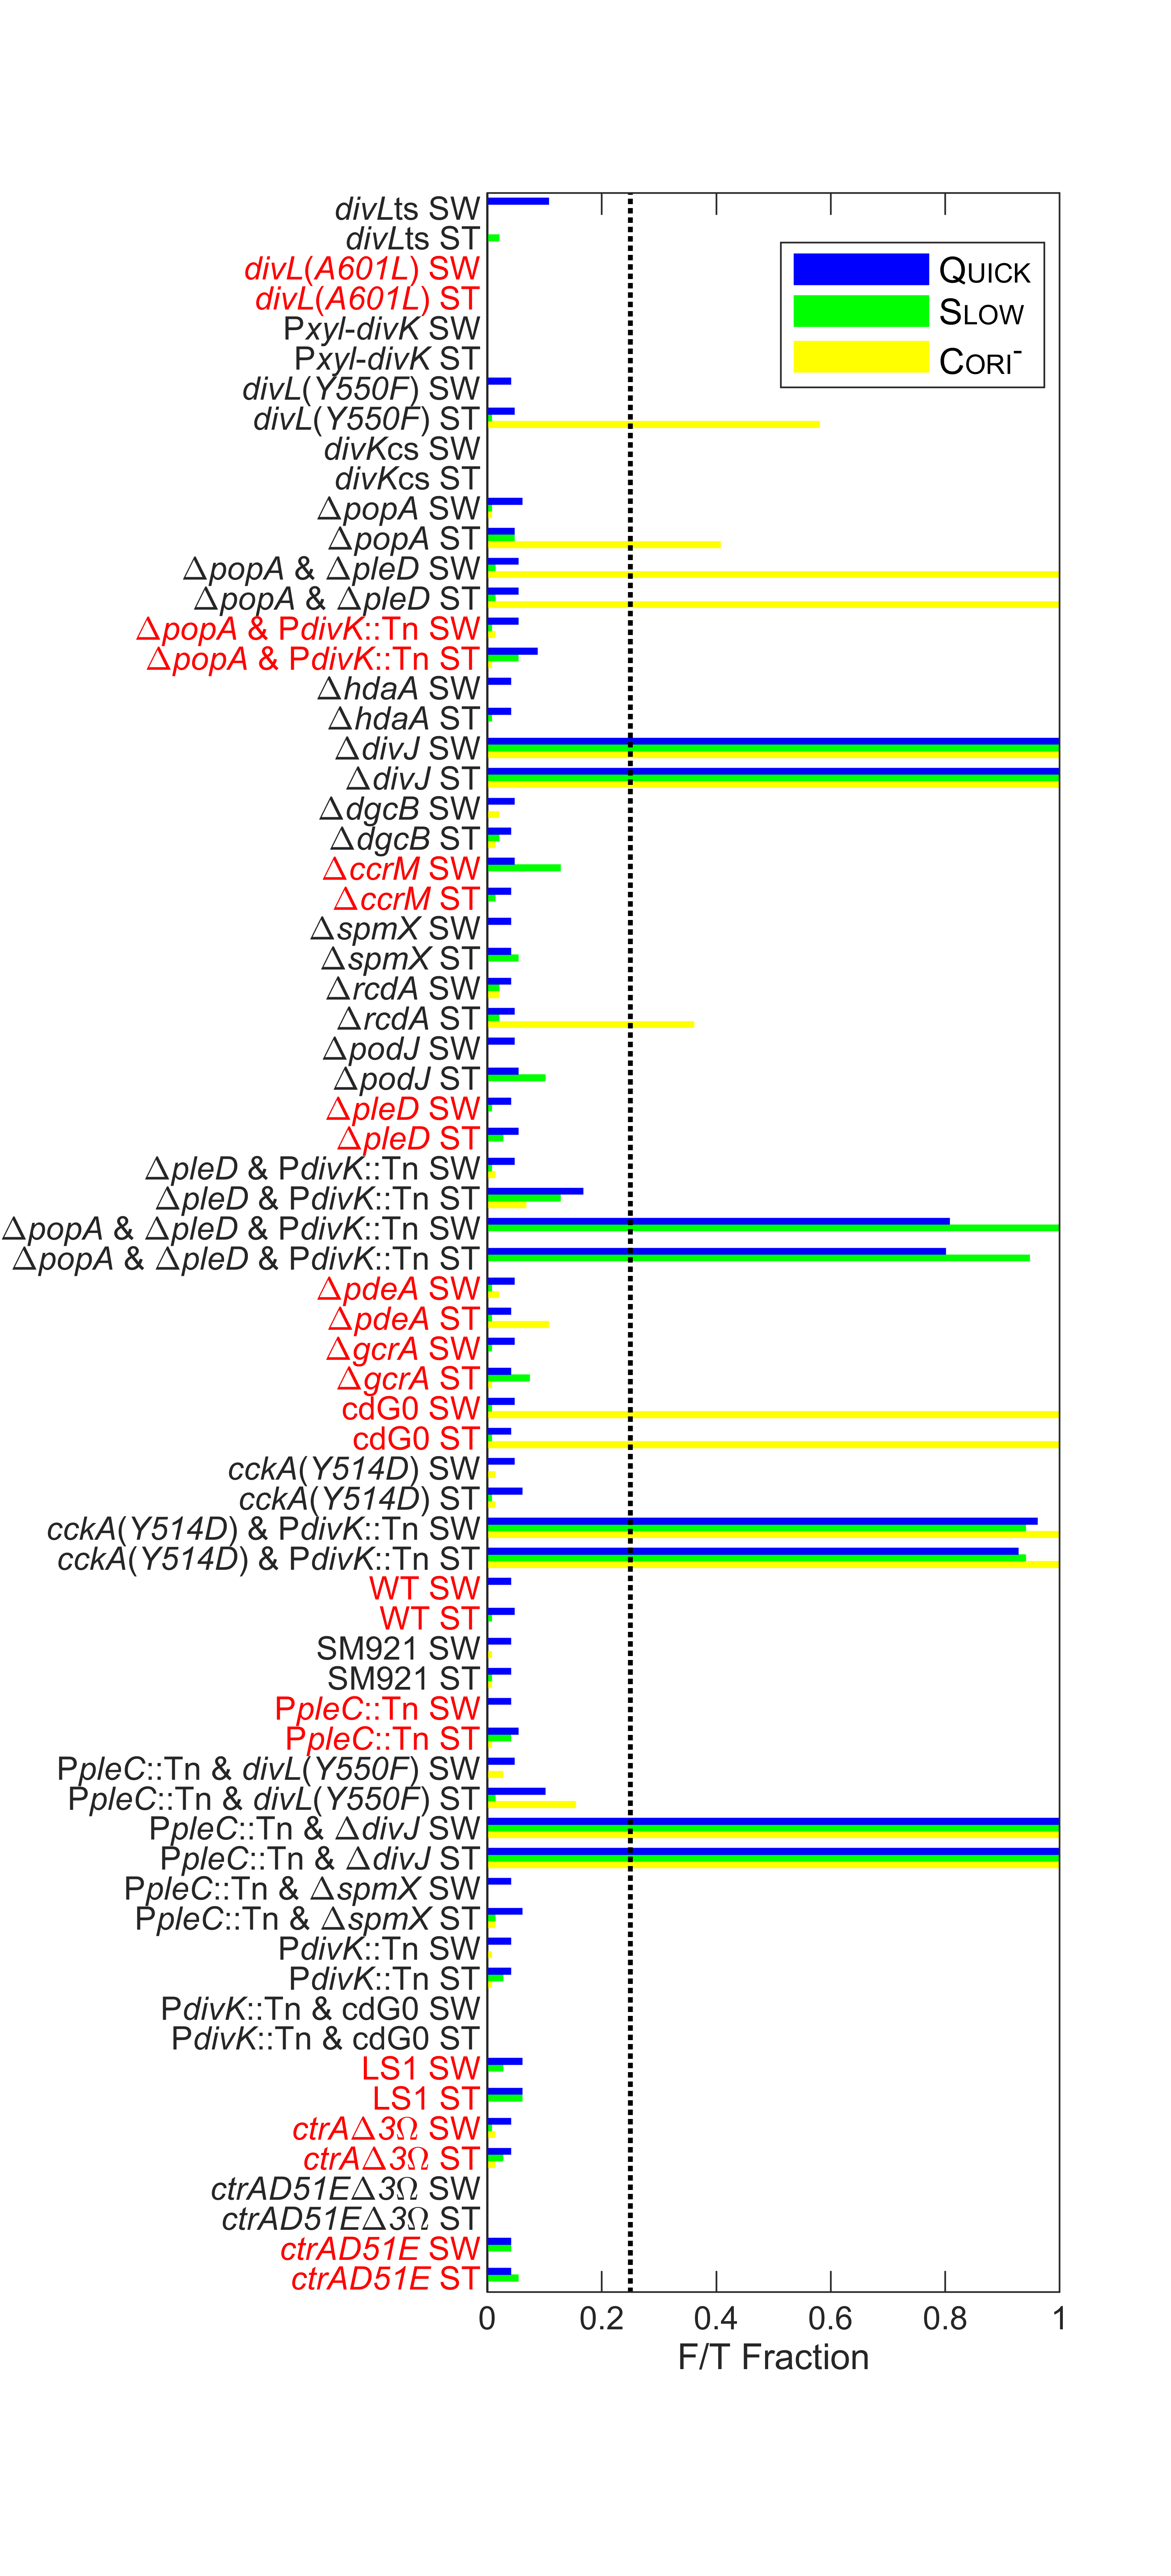 divLts SW
divLts ST
divL(A601L) SW
divL(A601L) ST
Pxyl-divK SW
Pxyl-divK ST
divL(Y550F) SW
divL(Y550F) ST
divKcs SW
divKcs ST
ΔpopA SW
ΔpopA ST
ΔpopA & ΔpleD SW
ΔpopA & ΔpleD ST
ΔpopA & PdivK::Tn SW
ΔpopA & PdivK::Tn ST
ΔhdaA SW
ΔhdaA ST
ΔdivJ SW
ΔdivJ ST
ΔdgcB SW
ΔdgcB ST
ΔccrM SW
ΔccrM ST
ΔspmX SW
ΔspmX ST
ΔrcdA SW
ΔrcdA ST
ΔpodJ SW
ΔpodJ ST
ΔpleD SW
ΔpleD ST
ΔpleD & PdivK::Tn SW
ΔpleD & PdivK::Tn ST
ΔpopA & ΔpleD & PdivK::Tn SW
ΔpopA & ΔpleD & PdivK::Tn ST
ΔpdeA SW
ΔpdeA ST
ΔgcrA SW
ΔgcrA ST
cdG0 SW
cdG0 ST
cckA(Y514D) SW
cckA(Y514D) ST
cckA(Y514D) & PdivK::Tn SW
cckA(Y514D) & PdivK::Tn ST
WT SW
WT ST
SM921 SW
SM921 ST
PpleC::Tn SW
PpleC::Tn ST
PpleC::Tn & divL(Y550F) SW
PpleC::Tn & divL(Y550F) ST
PpleC::Tn & ΔdivJ SW
PpleC::Tn & ΔdivJ ST
PpleC::Tn & ΔspmX SW
PpleC::Tn & ΔspmX ST
PdivK::Tn SW
PdivK::Tn ST
PdivK::Tn & cdG0 SW
PdivK::Tn & cdG0 ST
LS1 SW
LS1 ST
ctrAΔ3Ω SW
ctrAΔ3Ω ST
ctrAD51EΔ3Ω SW
ctrAD51EΔ3Ω ST
ctrAD51E SW
ctrAD51E ST
QUICK
SLOW
CORI⁻
0 0.2 0.4 0.6 0.8 1
F/T Fraction